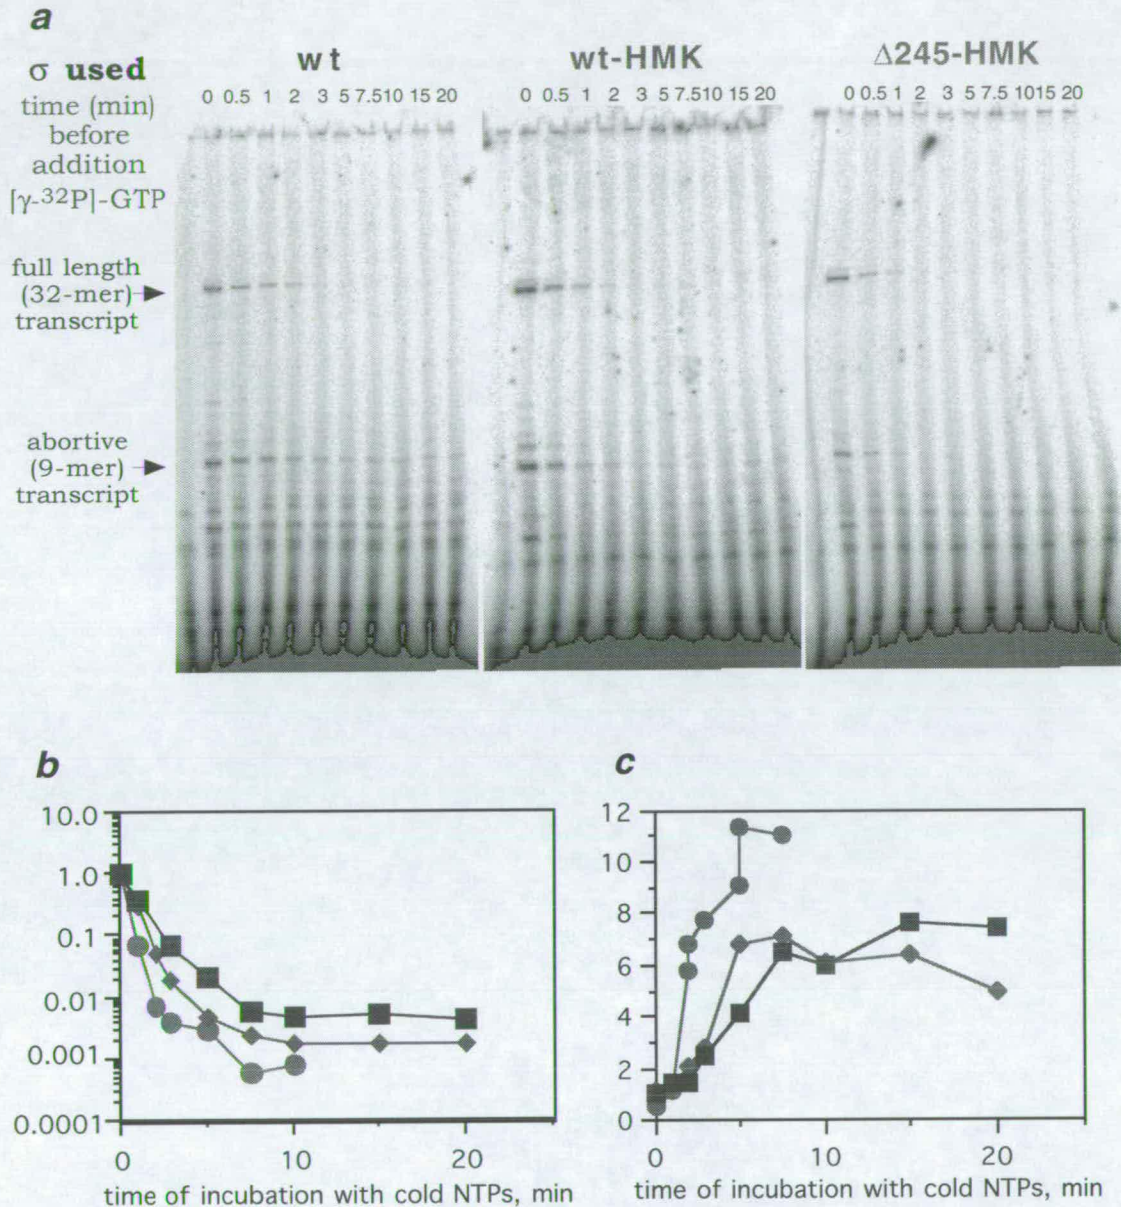 a
σ used
wt
wt-HMK
Δ245-HMK
time (min)
before
addition
[γ-32P]-GTP
0 0.5 1 2 3 5 7.5 10 15 20
0 0.5 1 2 3 5 7.5 10 15 20
0 0.5 1 2 3 5 7.5 10 15 20
full length
(32-mer)
transcript
abortive
(9-mer)
transcript
b
10.0
1.0
0.1
0.01
0.001
0.0001
0 10 20
time of incubation with cold NTPs, min
c
12
10
8
6
4
2
0
0 10 20
time of incubation with cold NTPs, min